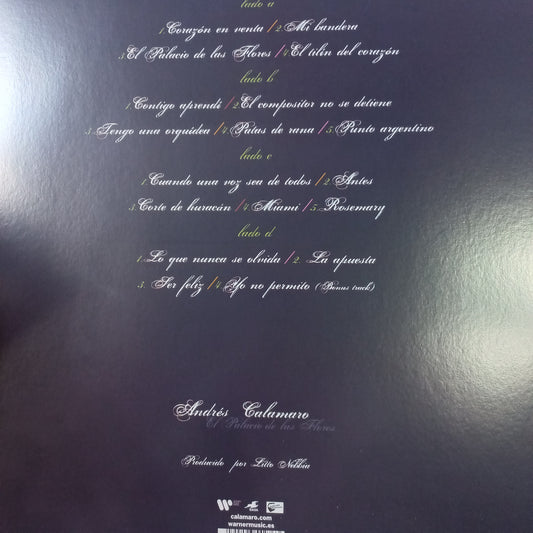 lado a
1. Corazón en venta / 2. Mi bandera
3. El Palacio de las Flores / 4. El tilín del corazón
lado b
1. Contigo aprendí / 2. El compositor no se detiene
3. Tengo una orquídea / 4. Patas de rana / 5. Punto argentino
lado c
1. Cuando una voz sea de todos / 2. Antes
3. Corte de huracán / 4. Miami / 5. Rosemary
lado d
1. Lo que nunca se olvida / 2. La apuesta
3. Ser feliz / 4. Yo no permito (Bonus track)
Andrés Calamaro
El Palacio de las Flores
Producido por Litto Nebbia
calamaro.com
warnermusic.es